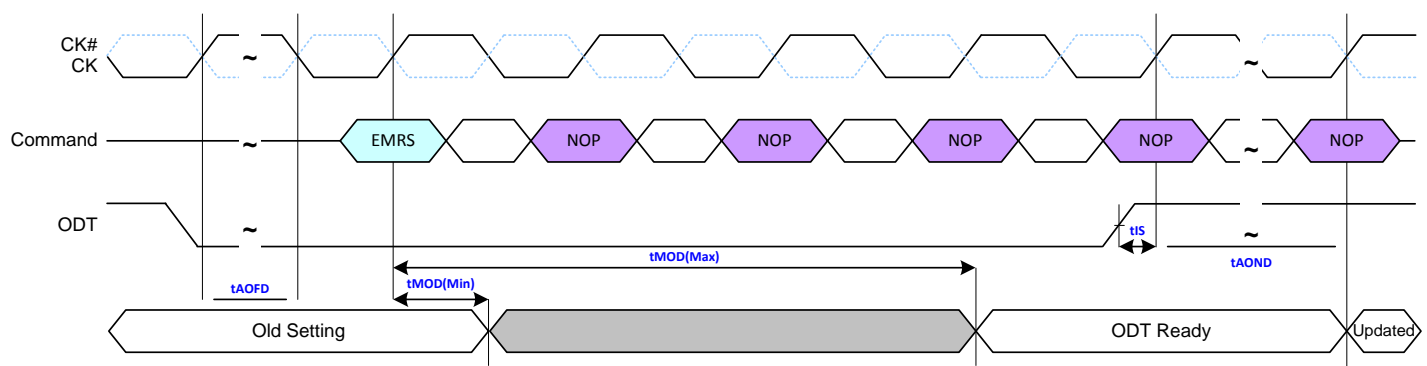 CK#
CK
~
~
Command
~
EMRS
NOP
NOP
NOP
NOP
~
NOP
ODT
~
tIS
~
tMOD(Max)
tAOND
tMOD(Min)
tAOFD
Old Setting
ODT Ready
Updated